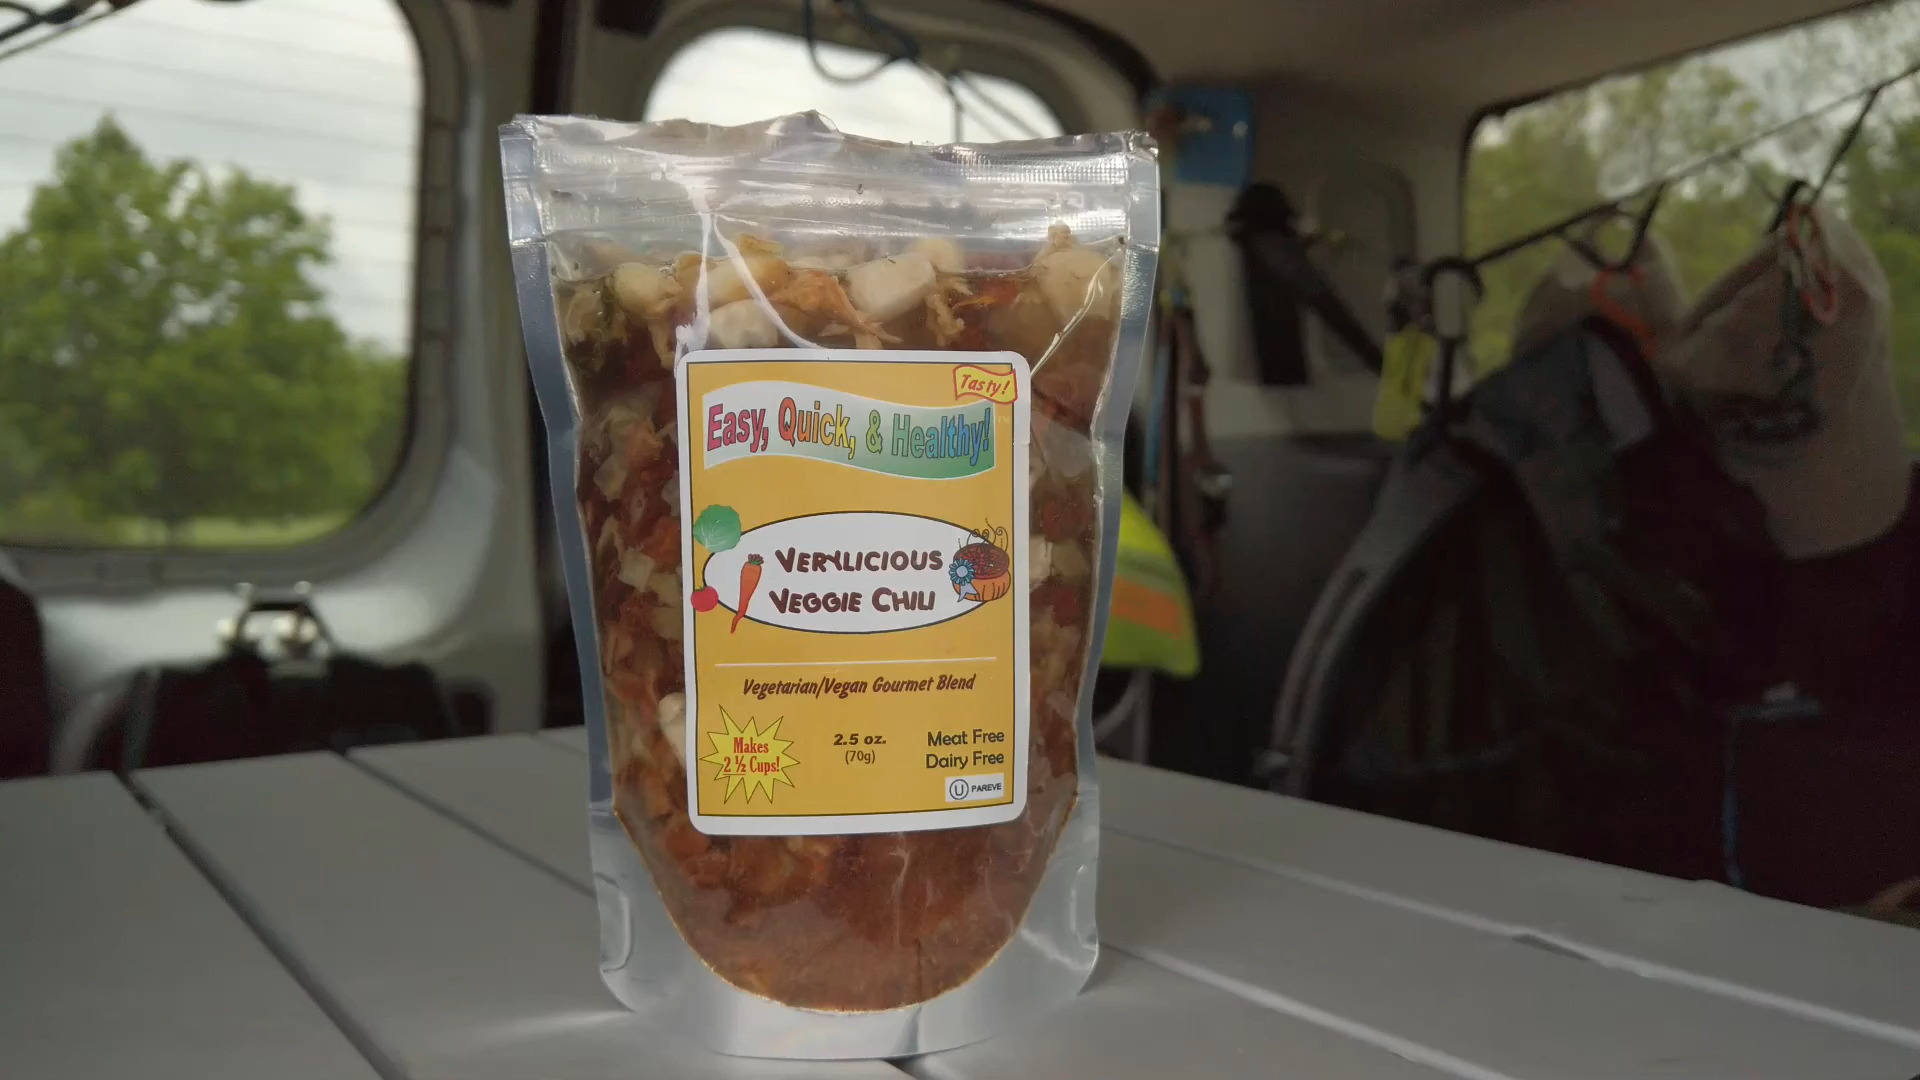 Tasty!
Easy, Quick, & Healthy!
VERYLICIOUS
VEGGIE CHILI
Vegetarian/Vegan Gourmet Blend
Makes
2 ½ Cups!
2.5 oz.
(70g)
Meat Free
Dairy Free
U PAREVE